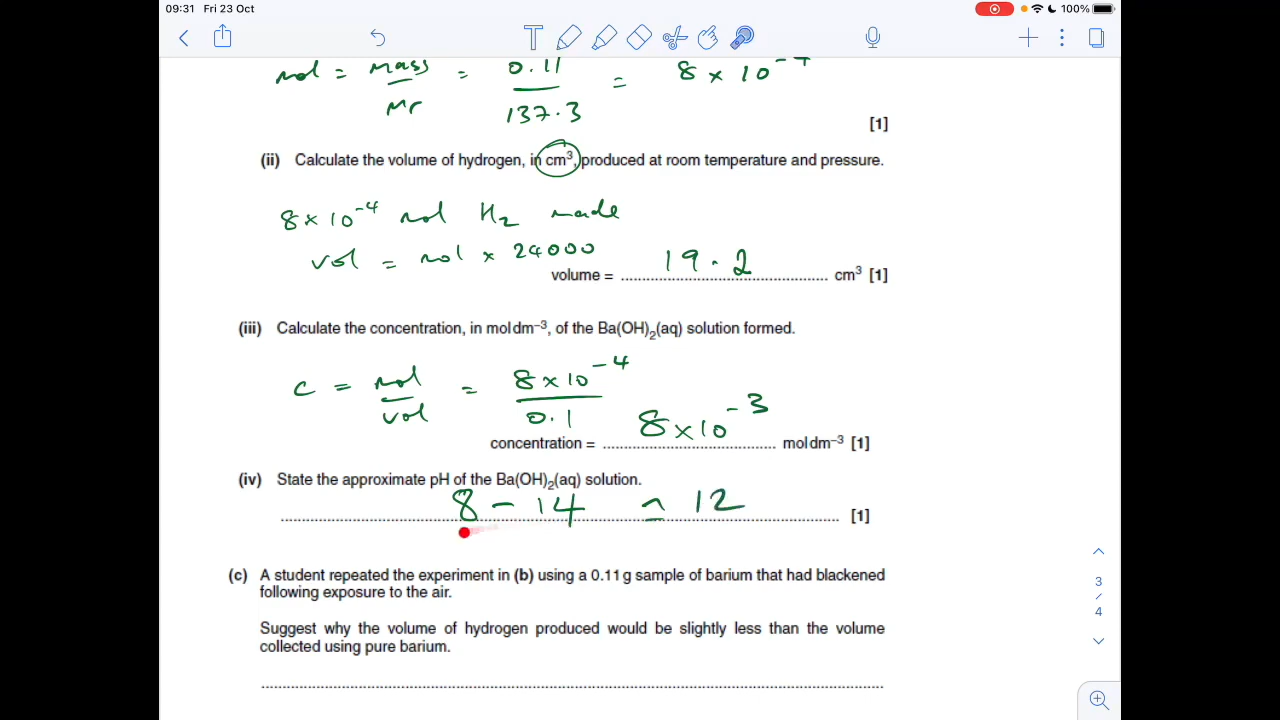 09:31 Fri 23 Oct 100%
mol = mass/Mr = 0.11/137.3 = 8 × 10⁻⁴
[1]
(ii) Calculate the volume of hydrogen, in cm³, produced at room temperature and pressure.
8 × 10⁻⁴ mol H₂ made
vol = mol × 24000
volume = 19.2 cm³ [1]
(iii) Calculate the concentration, in mol dm⁻³, of the Ba(OH)₂(aq) solution formed.
c = mol/vol = 8 × 10⁻⁴/0.1
concentration = 8 × 10⁻³ mol dm⁻³ [1]
(iv) State the approximate pH of the Ba(OH)₂(aq) solution.
8 – 14 ≃ 12 [1]
(c) A student repeated the experiment in (b) using a 0.11 g sample of barium that had blackened
following exposure to the air.
Suggest why the volume of hydrogen produced would be slightly less than the volume
collected using pure barium.
3
/
4